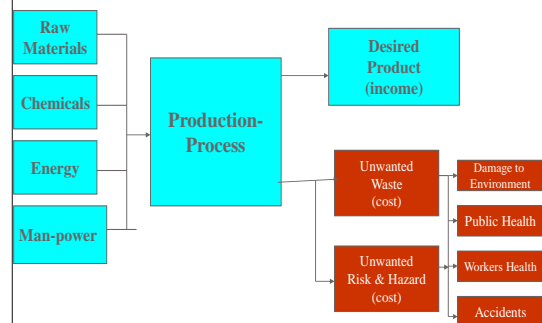 Raw
Materials
Chemicals
Energy
Man-power
Production-
Process
Desired
Product
(income)
Unwanted
Waste
(cost)
Unwanted
Risk & Hazard
(cost)
Damage to
Environment
Public Health
Workers Health
Accidents